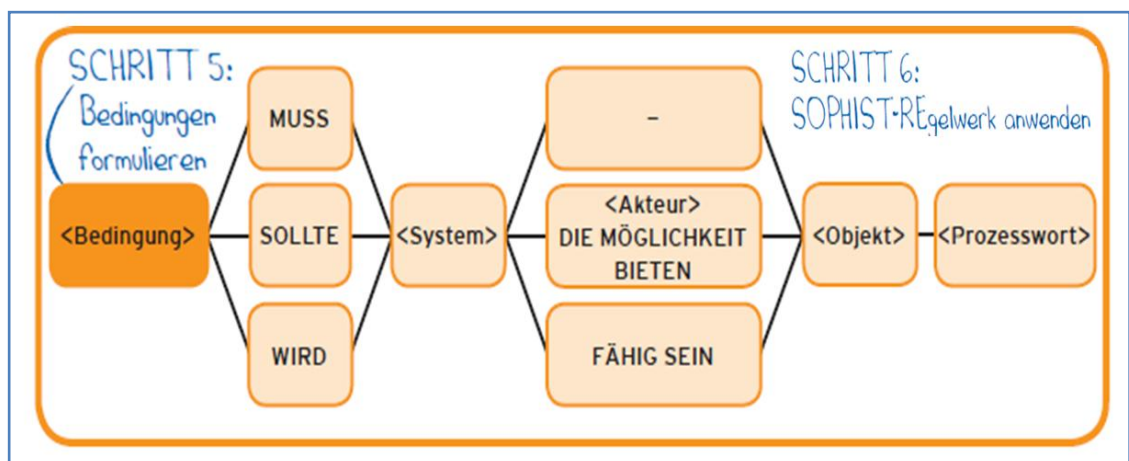 SCHRITT 5:
Bedingungen
formulieren
SCHRITT 6:
SOPHIST-REgelwerk anwenden
<Bedingung>
MUSS
SOLLTE
WIRD
<System>
–
<Akteur>
DIE MÖGLICHKEIT
BIETEN
FÄHIG SEIN
<Objekt>
<Prozesswort>